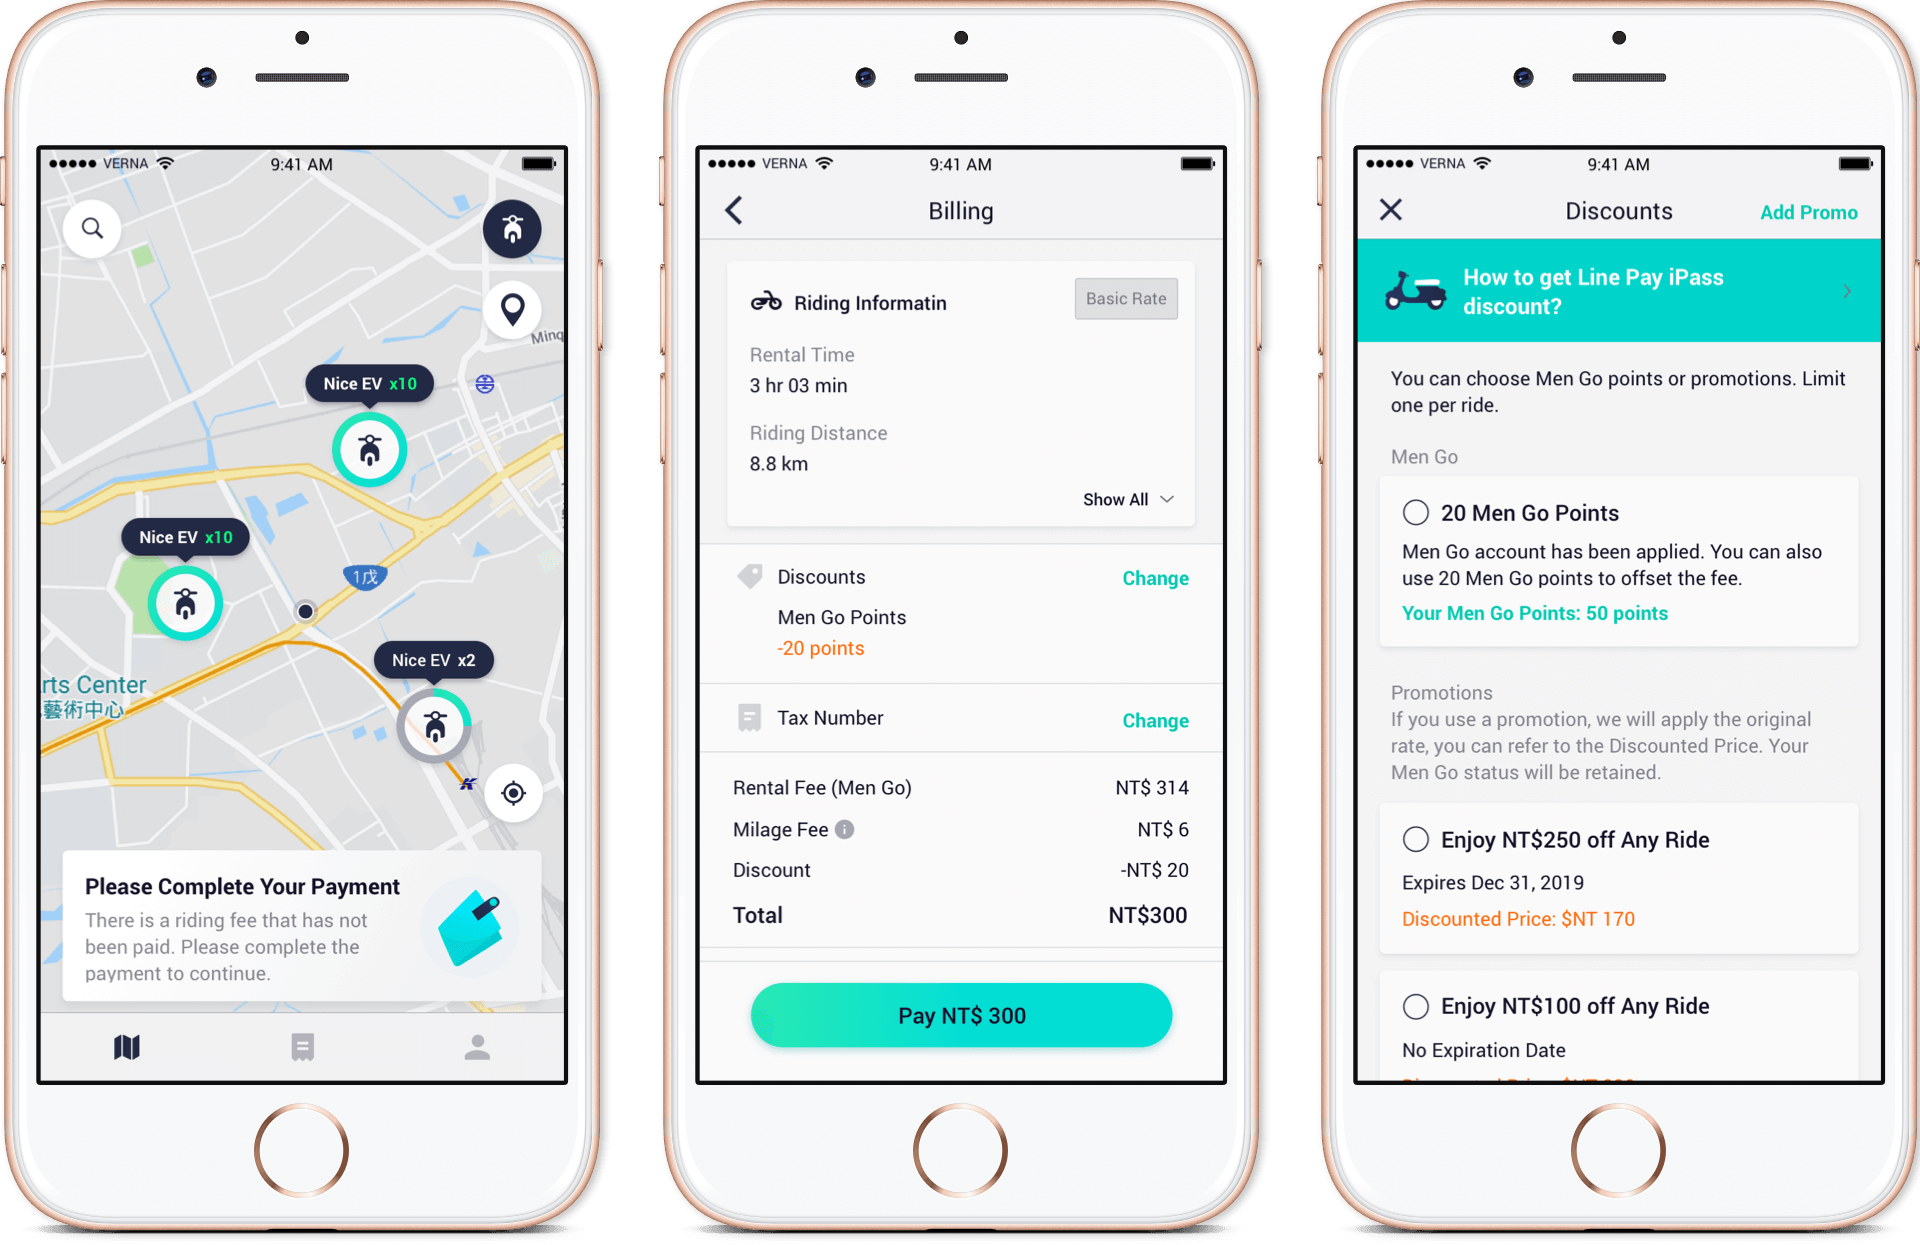 VERNA
9:41 AM
Minq
Nice EV x10
Nice EV x10
1戊
Nice EV x2
rts Center
藝術中心
Please Complete Your Payment
There is a riding fee that has not
been paid. Please complete the
payment to continue.
VERNA
9:41 AM
Billing
Riding Informatin
Basic Rate
Rental Time
3 hr 03 min
Riding Distance
8.8 km
Show All
Discounts
Change
Men Go Points
-20 points
Tax Number
Change
Rental Fee (Men Go)
NT$ 314
Milage Fee
NT$ 6
Discount
-NT$ 20
Total
NT$300
Pay NT$ 300
VERNA
9:41 AM
Discounts
Add Promo
How to get Line Pay iPass
discount?
You can choose Men Go points or promotions. Limit
one per ride.
Men Go
20 Men Go Points
Men Go account has been applied. You can also
use 20 Men Go points to offset the fee.
Your Men Go Points: 50 points
Promotions
If you use a promotion, we will apply the original
rate, you can refer to the Discounted Price. Your
Men Go status will be retained.
Enjoy NT$250 off Any Ride
Expires Dec 31, 2019
Discounted Price: $NT 170
Enjoy NT$100 off Any Ride
No Expiration Date